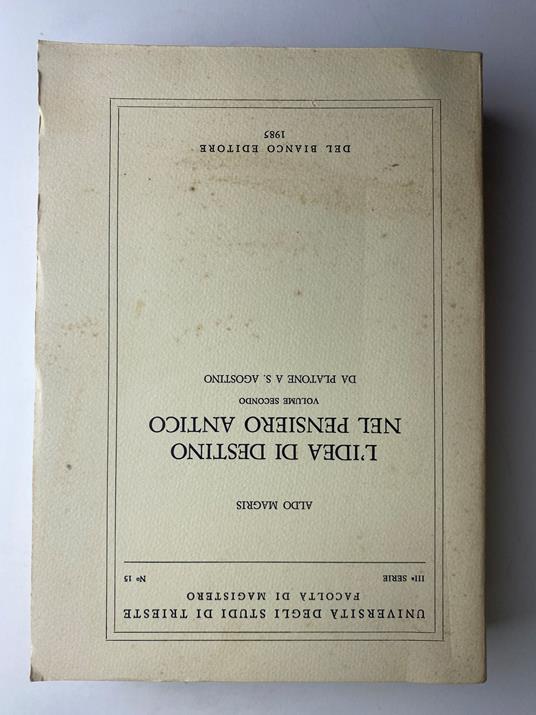 UNIVERSITÀ DEGLI STUDI DI TRIESTE
FACOLTÀ DI MAGISTERO
IIIª SERIE Nº 15
ALDO MAGRIS
L'IDEA DI DESTINO
NEL PENSIERO ANTICO
VOLUME SECONDO
DA PLATONE A S. AGOSTINO
DEL BIANCO EDITORE
1985